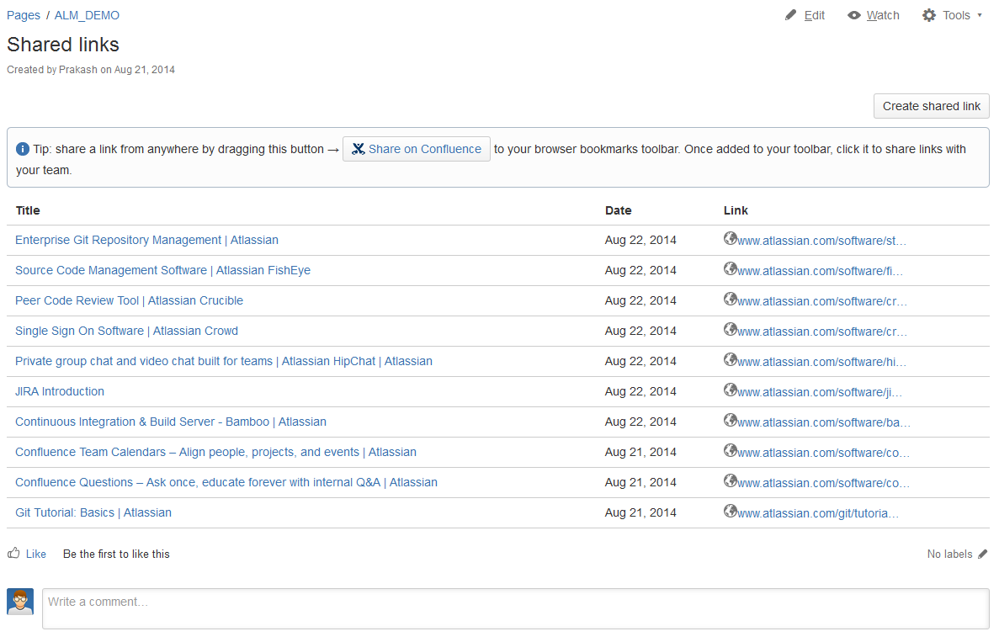 Pages / ALM_DEMO Edit Watch Tools
Shared links
Created by Prakash on Aug 21, 2014
Create shared link
Tip: share a link from anywhere by dragging this button → Share on Confluence to your browser bookmarks toolbar. Once added to your toolbar, click it to share links with
your team.
Title Date Link
Enterprise Git Repository Management | Atlassian Aug 22, 2014 www.atlassian.com/software/st…
Source Code Management Software | Atlassian FishEye Aug 22, 2014 www.atlassian.com/software/fi…
Peer Code Review Tool | Atlassian Crucible Aug 22, 2014 www.atlassian.com/software/cr…
Single Sign On Software | Atlassian Crowd Aug 22, 2014 www.atlassian.com/software/cr…
Private group chat and video chat built for teams | Atlassian HipChat | Atlassian Aug 22, 2014 www.atlassian.com/software/hi…
JIRA Introduction Aug 22, 2014 www.atlassian.com/software/ji…
Continuous Integration & Build Server - Bamboo | Atlassian Aug 22, 2014 www.atlassian.com/software/ba…
Confluence Team Calendars – Align people, projects, and events | Atlassian Aug 21, 2014 www.atlassian.com/software/co…
Confluence Questions – Ask once, educate forever with internal Q&A | Atlassian Aug 21, 2014 www.atlassian.com/software/co…
Git Tutorial: Basics | Atlassian Aug 21, 2014 www.atlassian.com/git/tutoria…
Like Be the first to like this No labels
Write a comment…